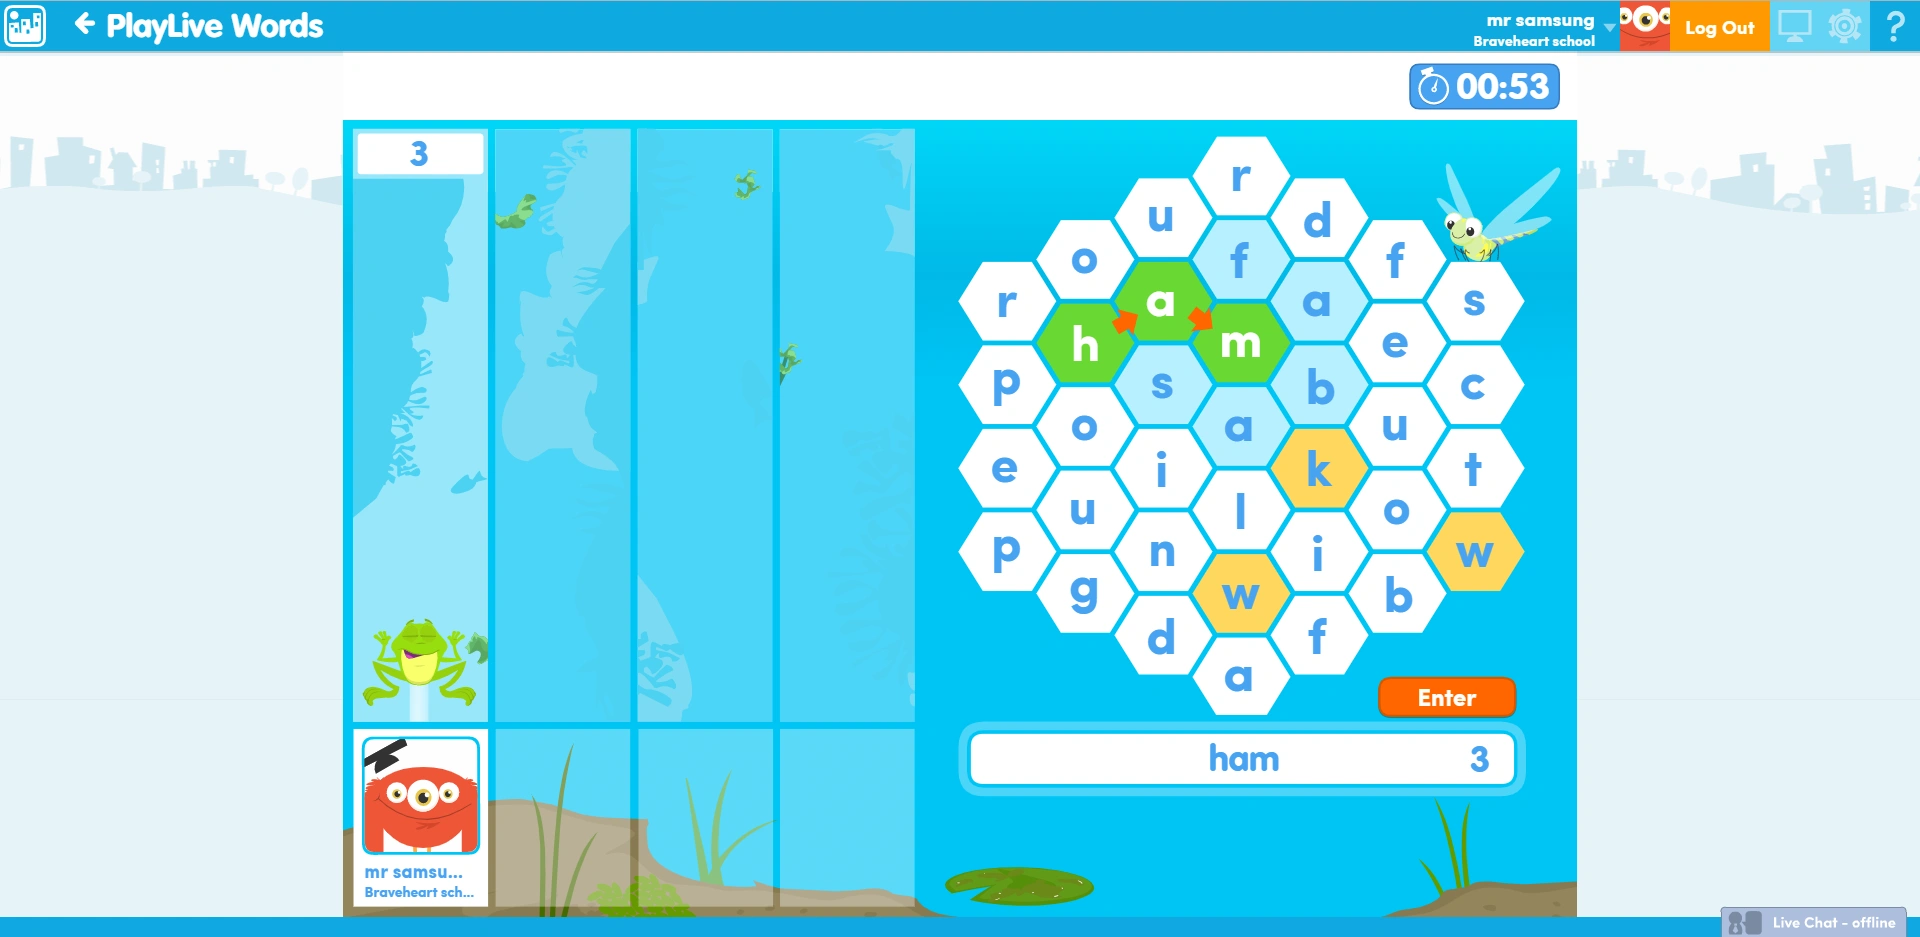 PlayLive Words
mr samsung
Braveheart school
Log Out
?
00:53
3
r
u d
o f f
r a a s
h m e
p s b c
o a u
e i k t
u l o
p n i w
g w b
d f
a
Enter
ham 3
mr samsu...
Braveheart sch...
Live Chat - offline